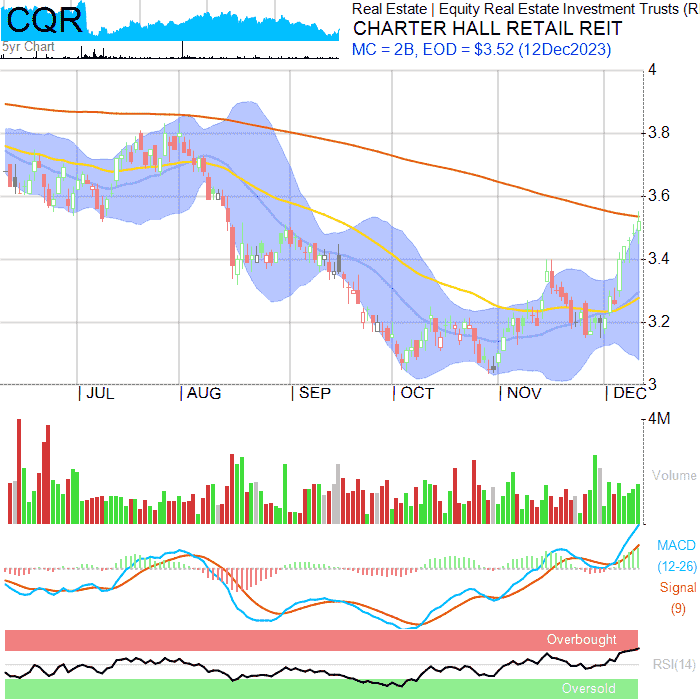 CQR
5yr Chart
Real Estate | Equity Real Estate Investment Trusts (R
CHARTER HALL RETAIL REIT
MC = 2B, EOD = $3.52 (12Dec2023)
4
3.8
3.6
3.4
3.2
3
JUL
AUG
SEP
OCT
NOV
DEC
4M
Volume
MACD
(12-26)
Signal
(9)
Overbought
RSI(14)
Oversold